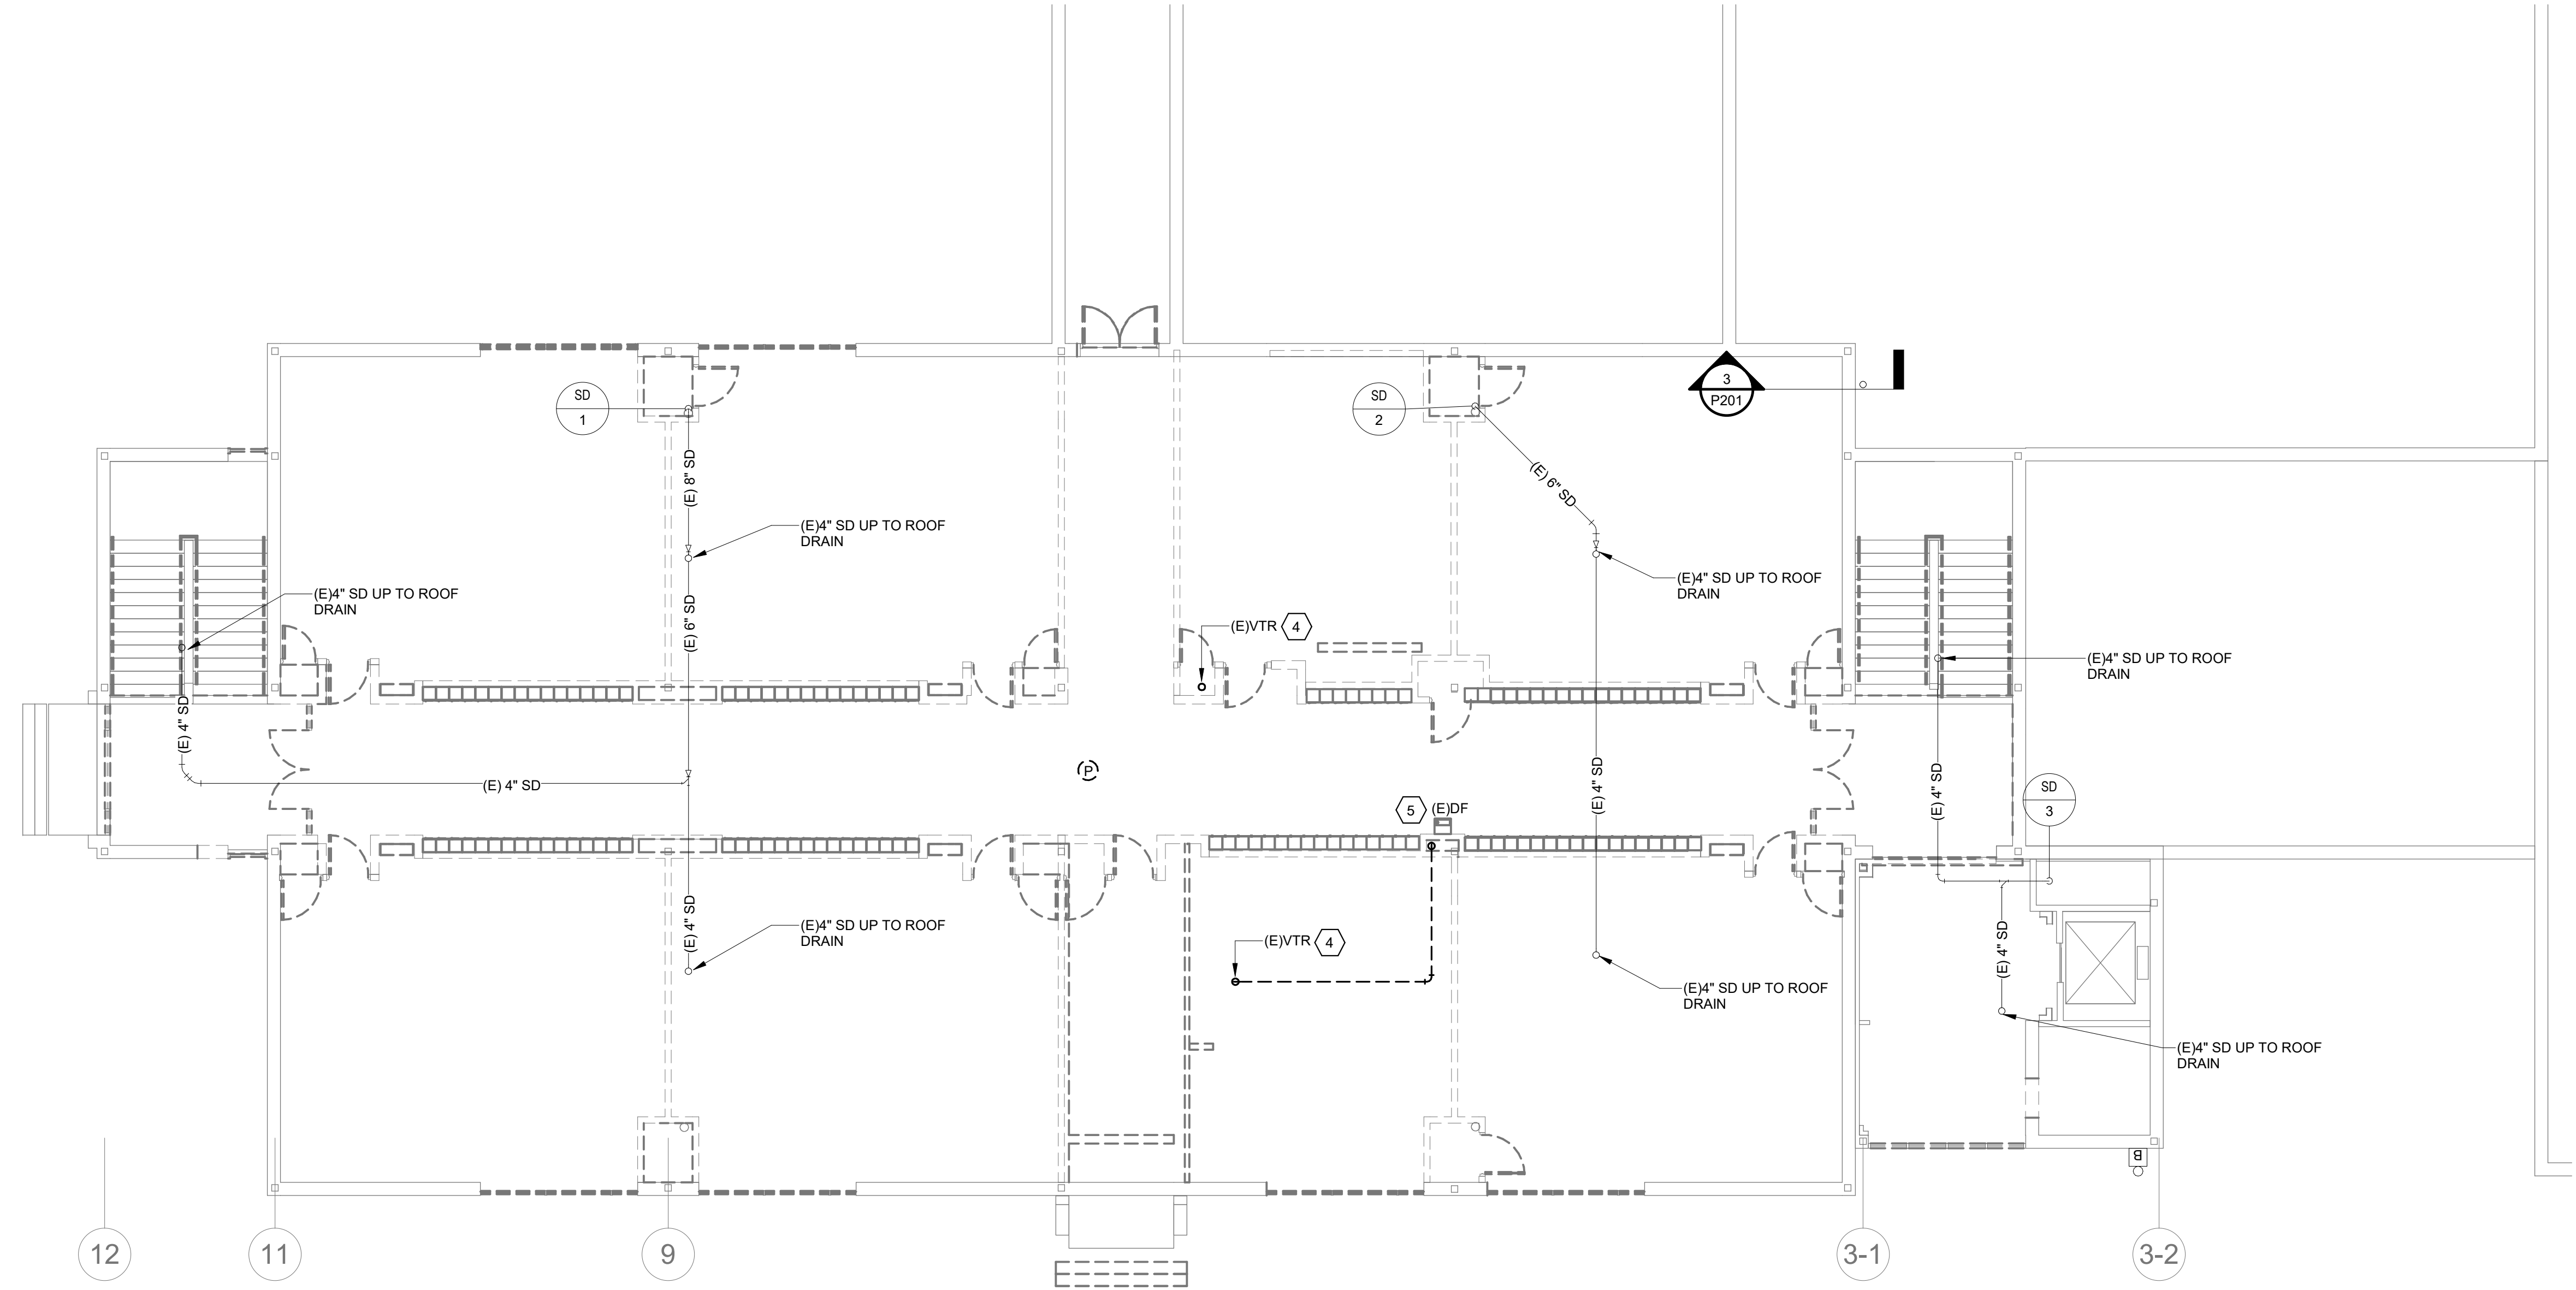 3
P201
SD
1
SD
2
(E) 8" SD
(E) 6" SD
(E)4" SD UP TO ROOF
DRAIN
(E)4" SD UP TO ROOF
DRAIN
(E)4" SD UP TO ROOF
DRAIN
(E) 6" SD
(E)VTR 4
(E)4" SD UP TO ROOF
DRAIN
(E) 4" SD
(E) 4" SD
P
(E) 4" SD
(E) 4" SD
SD
3
5 (E)DF
(E) 4" SD
(E)4" SD UP TO ROOF
DRAIN
(E)VTR 4
(E) 4" SD
(E)4" SD UP TO ROOF
DRAIN
(E)4" SD UP TO ROOF
DRAIN
B
12
11
9
3-1
3-2